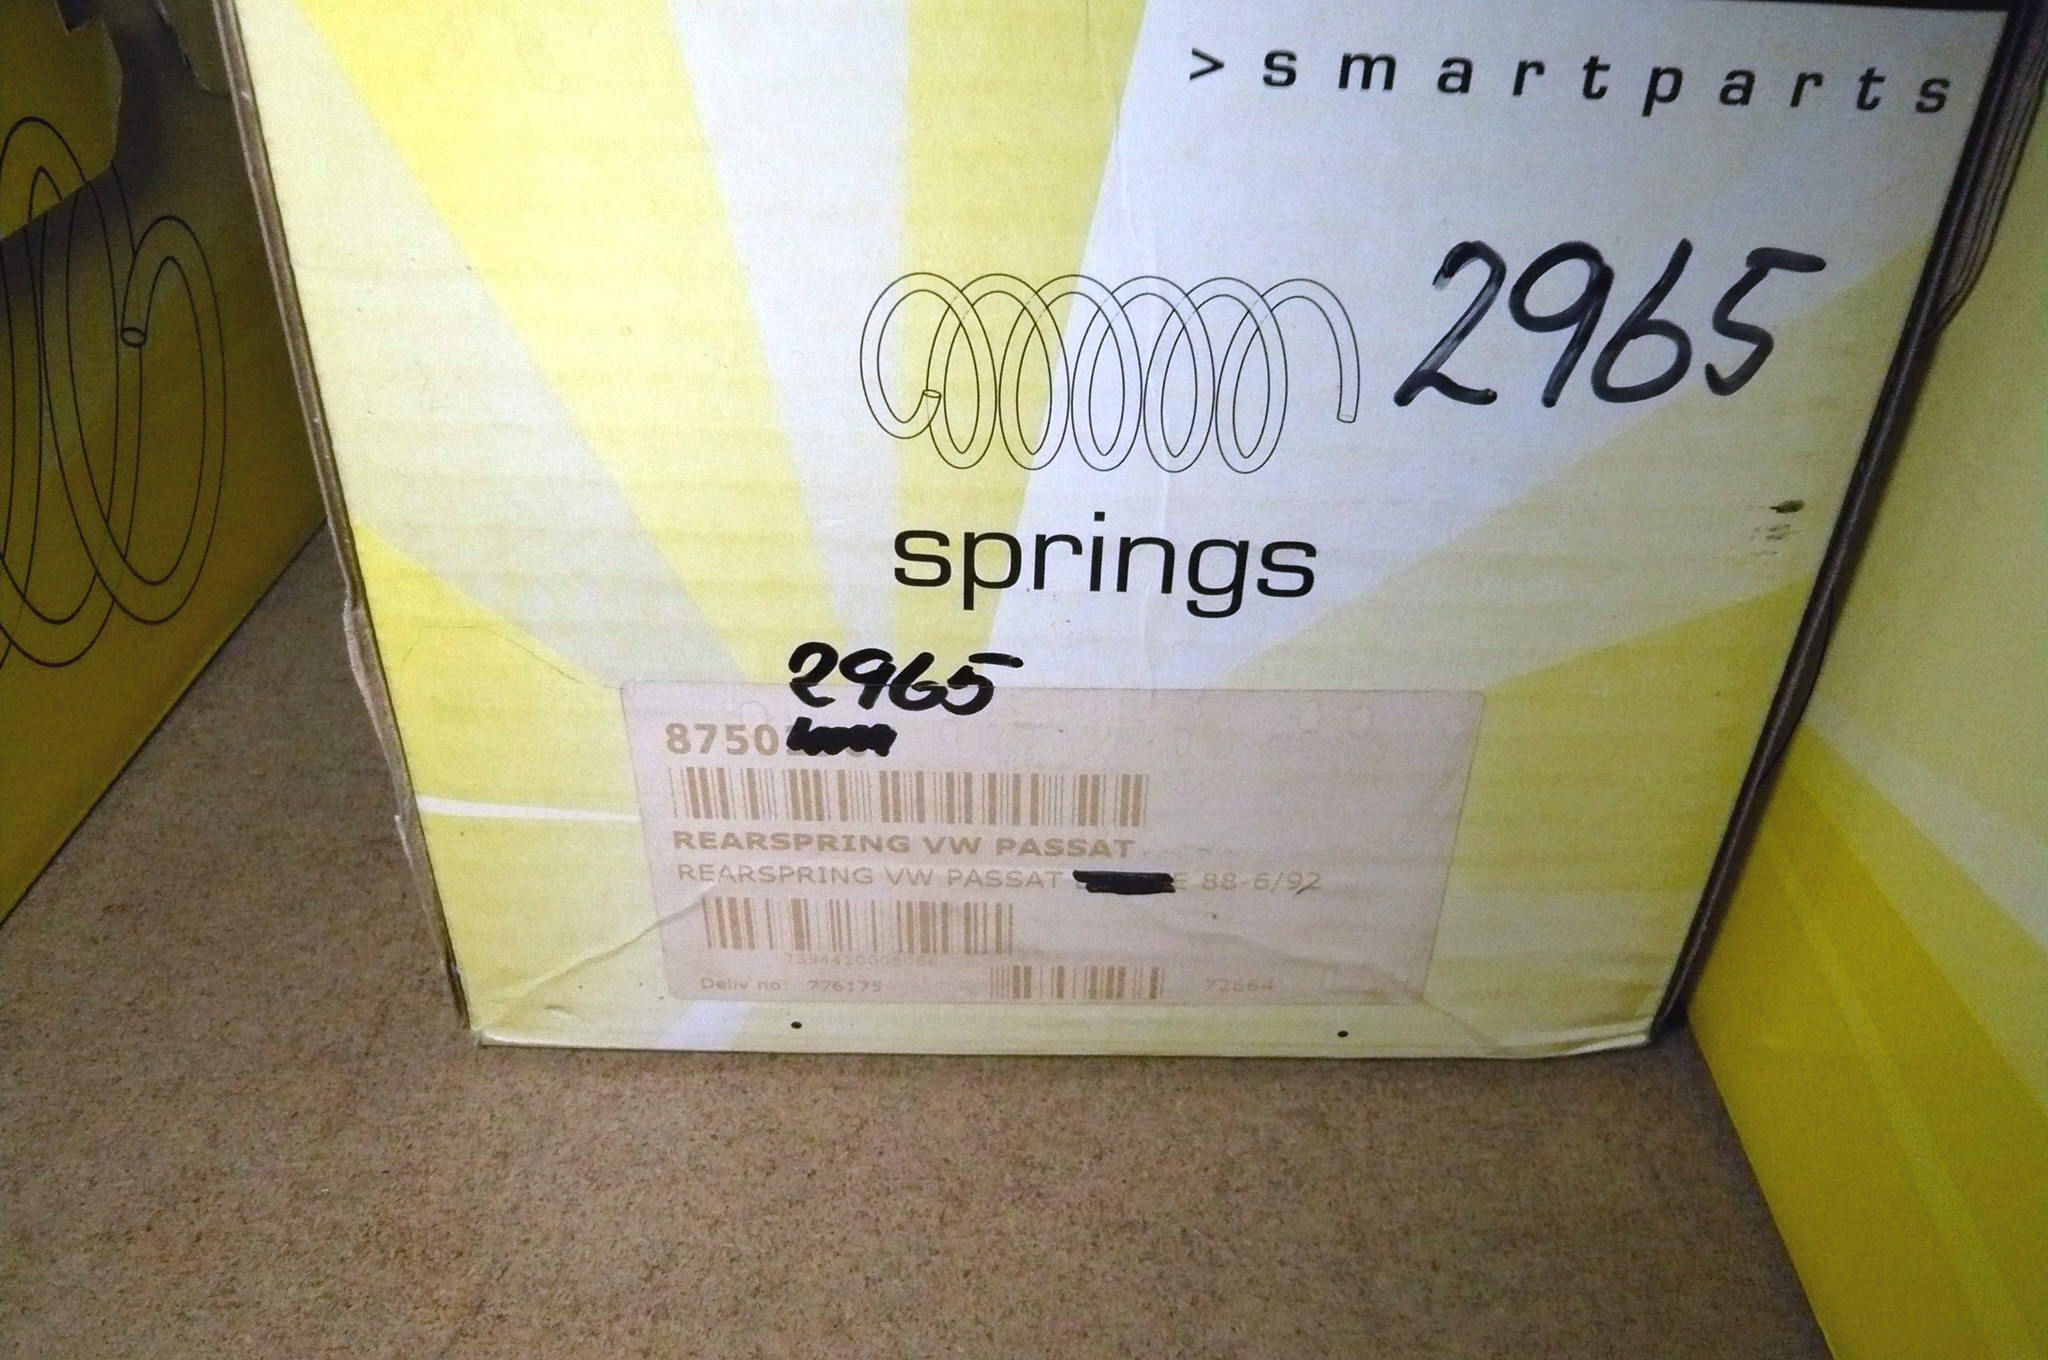 > smartparts
2965
springs
2965
8750
REARSPRING VW PASSAT
REARSPRING VW PASSAT E 88-6/92
Deliv no: 776175
72664